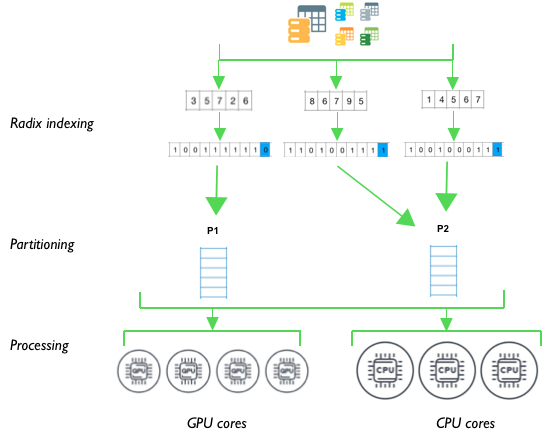 3 5 7 2 6
8 6 7 9 5
1 4 5 6 7
Radix indexing
1 0 0 1 1 1 1 1 1 0
1 1 0 1 0 0 1 1 1 1
1 0 0 1 0 0 0 1 1 1
P1
P2
Partitioning
Processing
GPU GPU GPU GPU
CPU CPU CPU
GPU cores
CPU cores